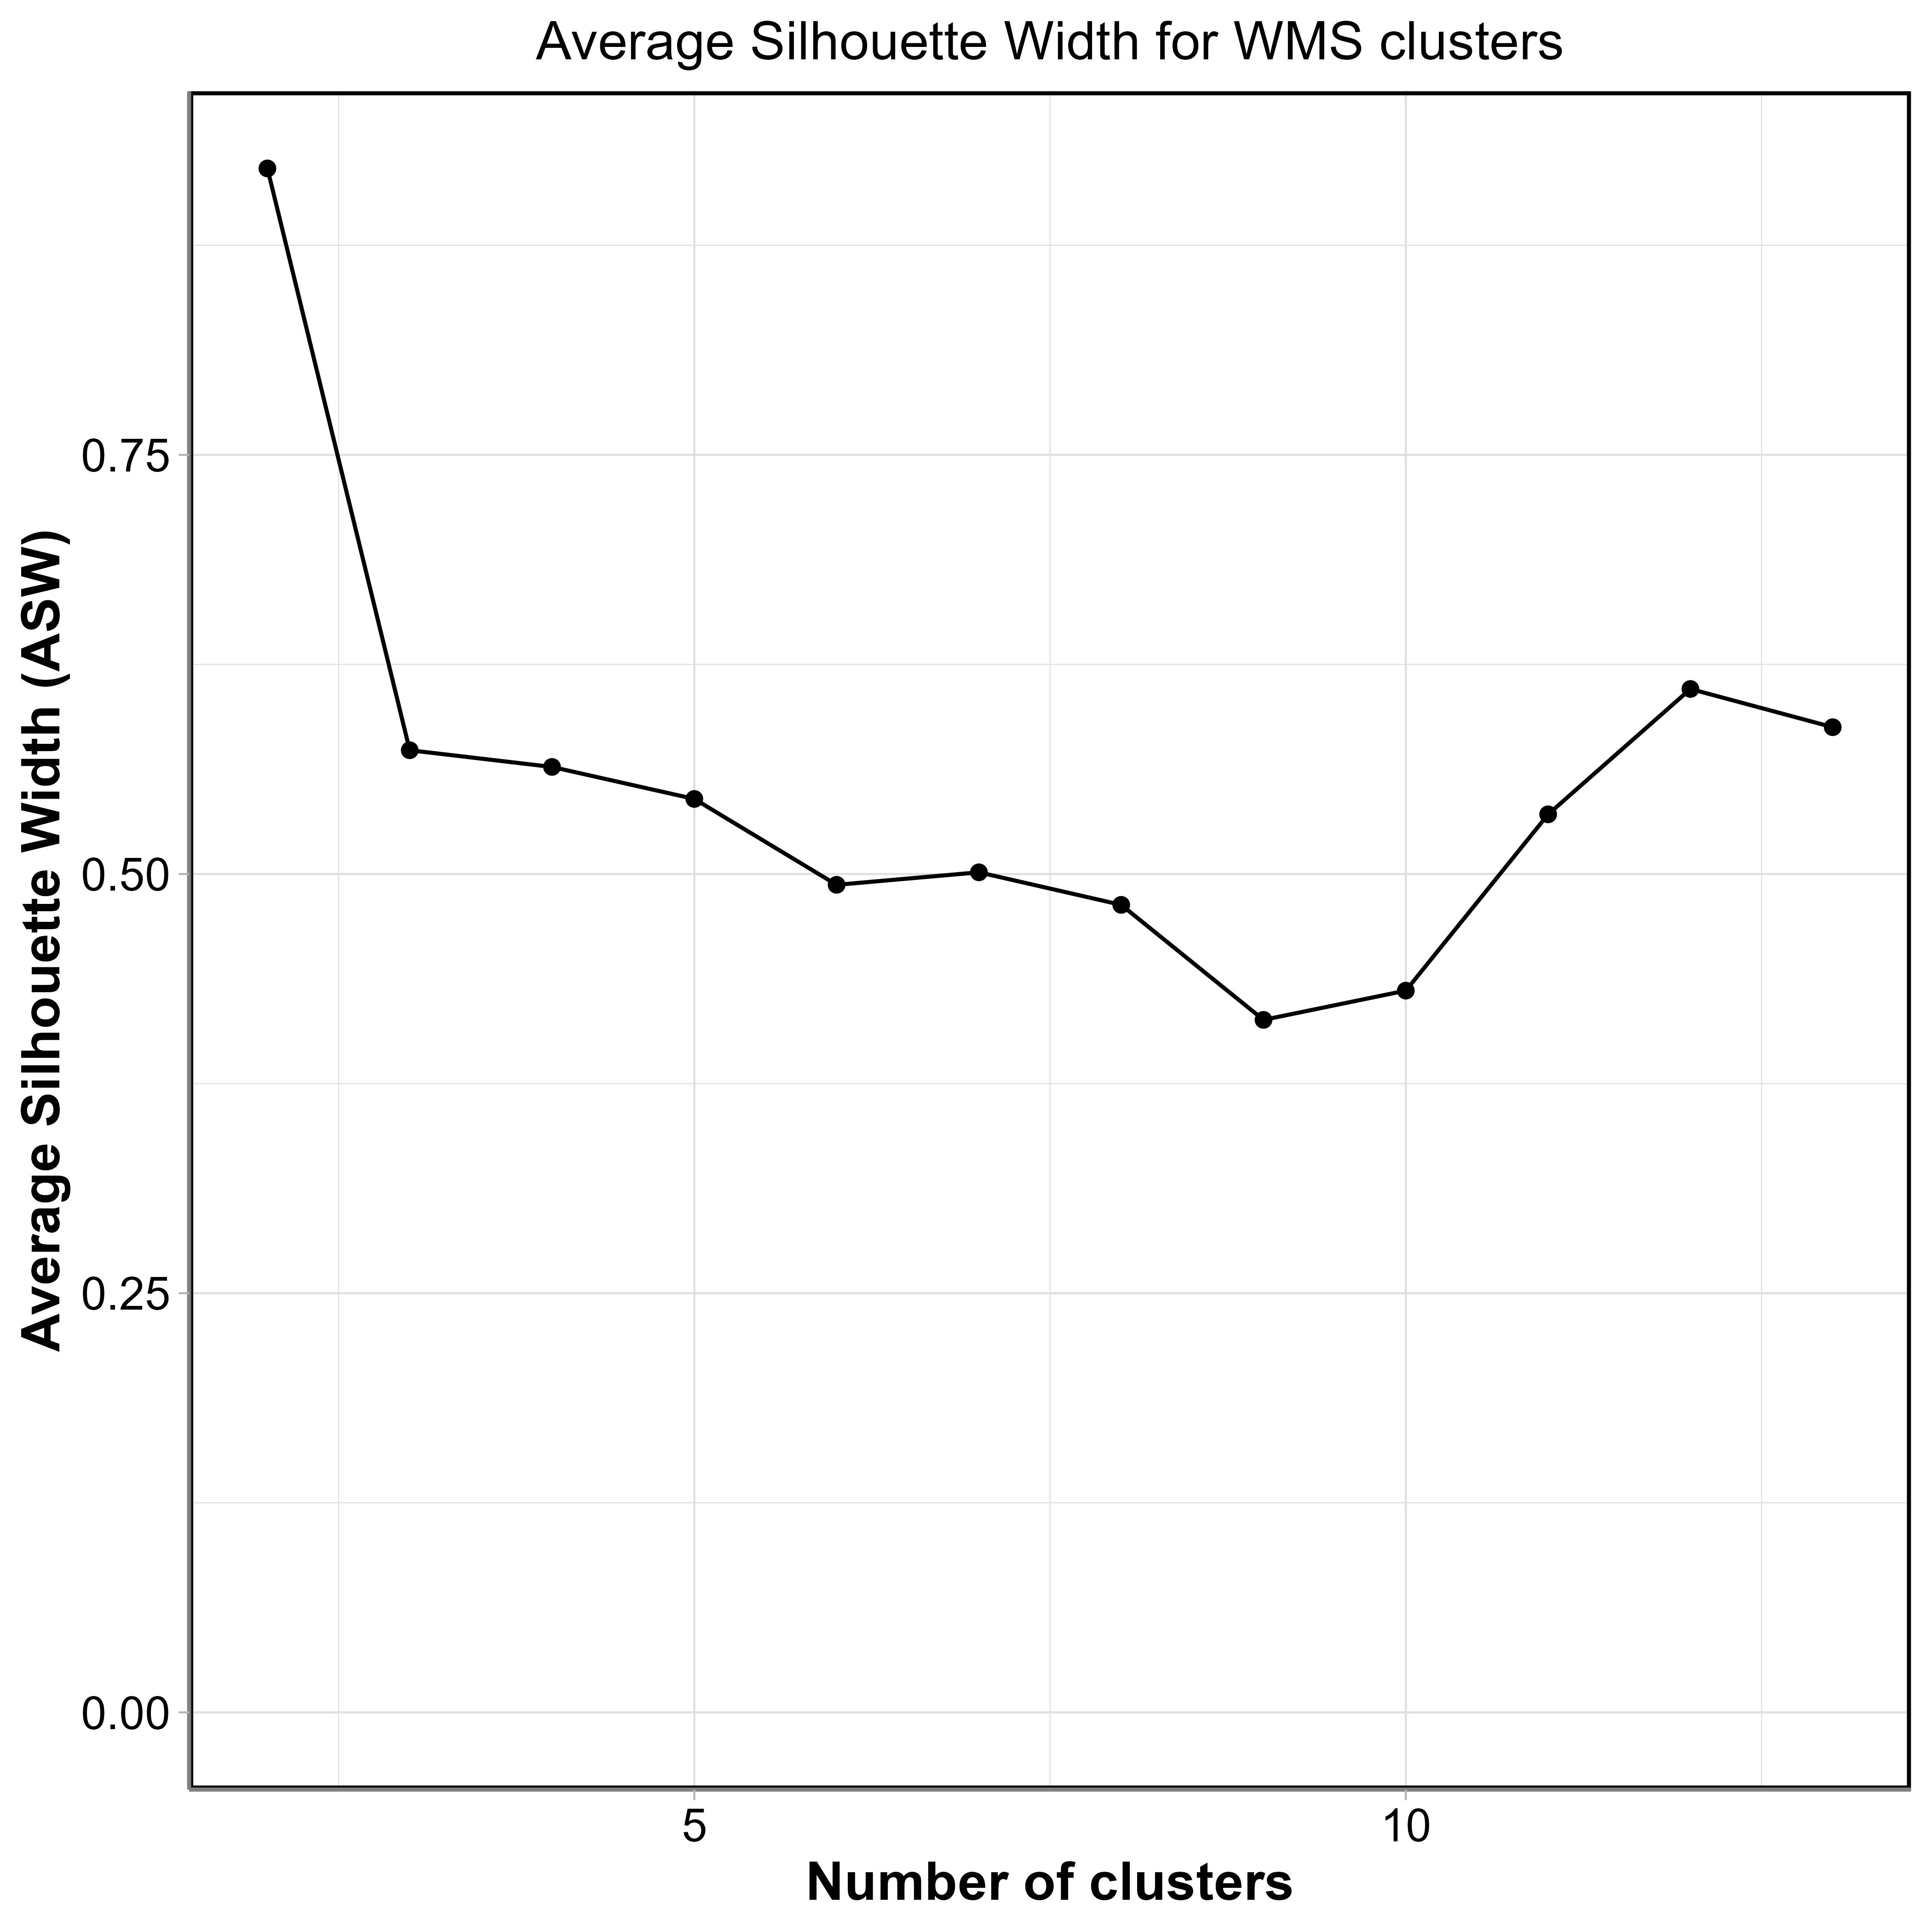 Average Silhouette Width for WMS clusters
Average Silhouette Width (ASW)
0.75
0.50
0.25
0.00
5
10
Number of clusters